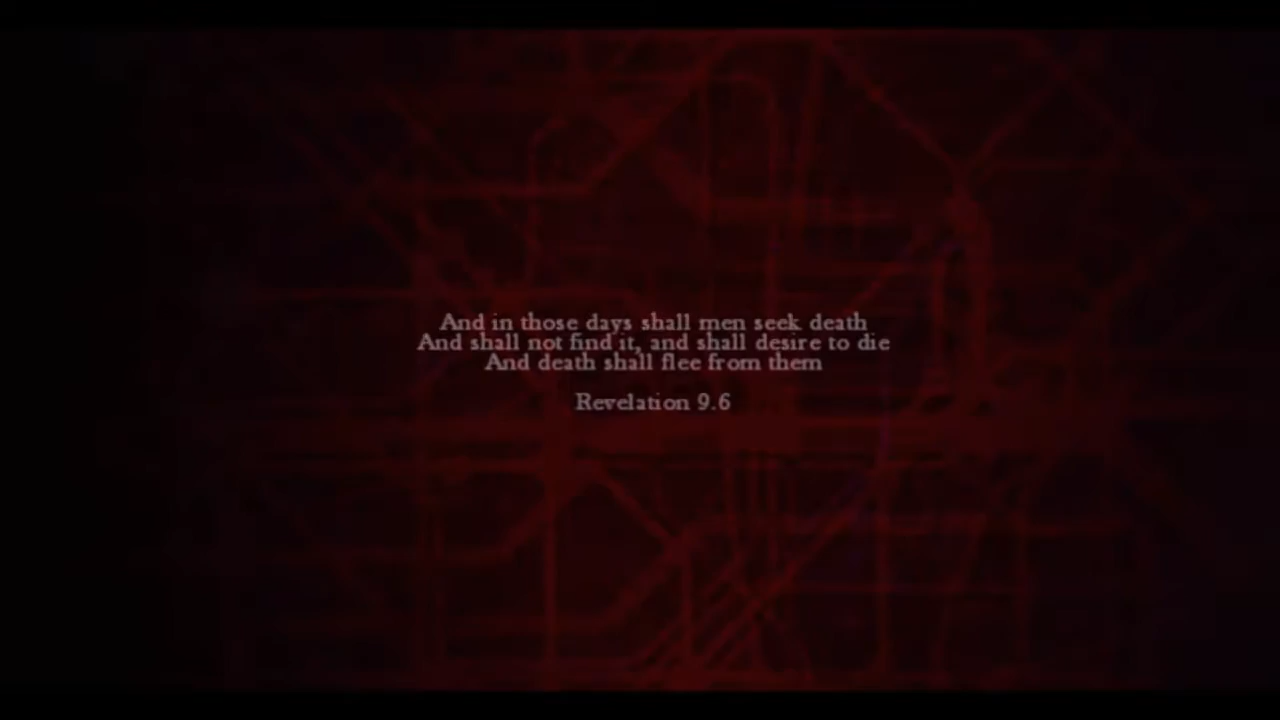 And in those days shall men seek death
And shall not find it, and shall desire to die
And death shall flee from them
Revelation 9.6